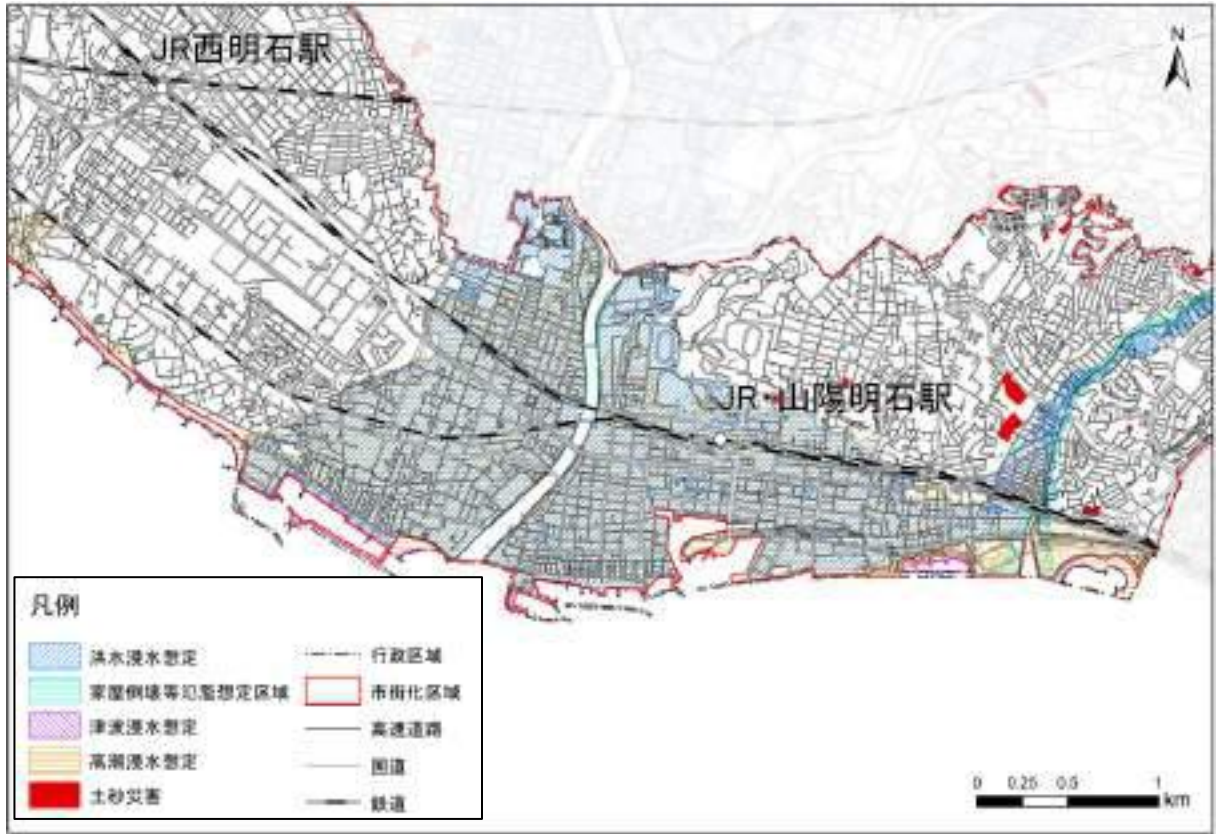 JR西明石駅
N
JR・山陽明石駅
凡例
洪水浸水想定
家屋倒壊等氾濫想定区域
津波浸水想定
高潮浸水想定
土砂災害
行政区域
市街化区域
高速道路
国道
鉄道
0 0.25 0.5 1
km